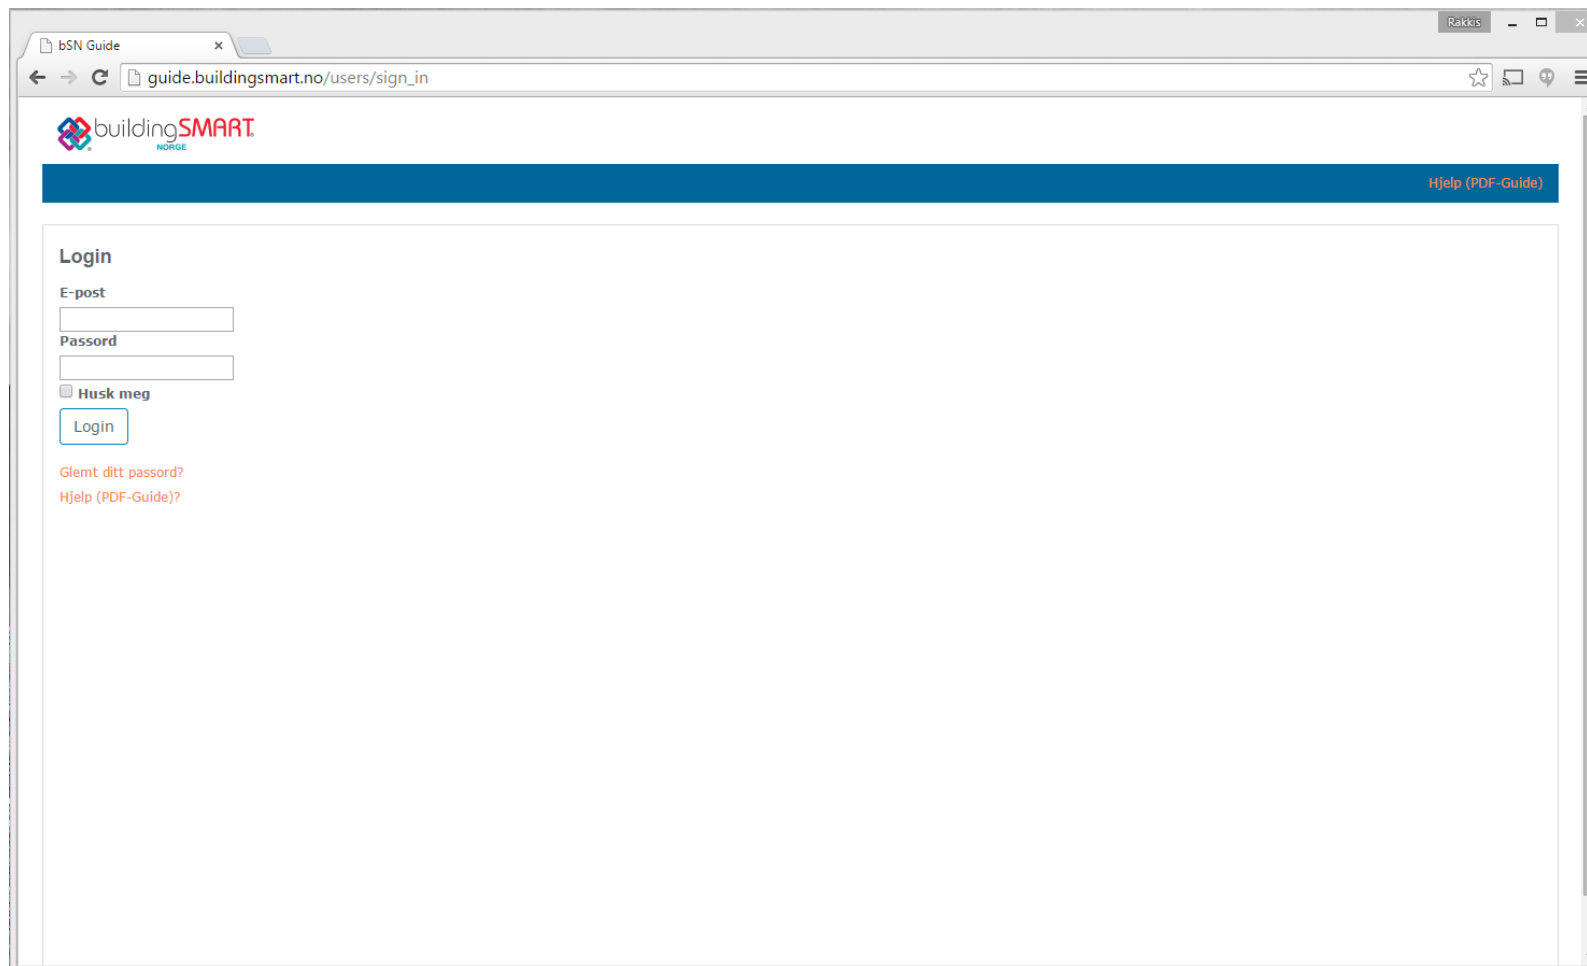 Rakkis
bSN Guide
guide.buildingsmart.no/users/sign_in
buildingSMART
NORGE
Hjelp (PDF-Guide)
Login
E-post
Passord
Husk meg
Login
Glemt ditt passord?
Hjelp (PDF-Guide)?